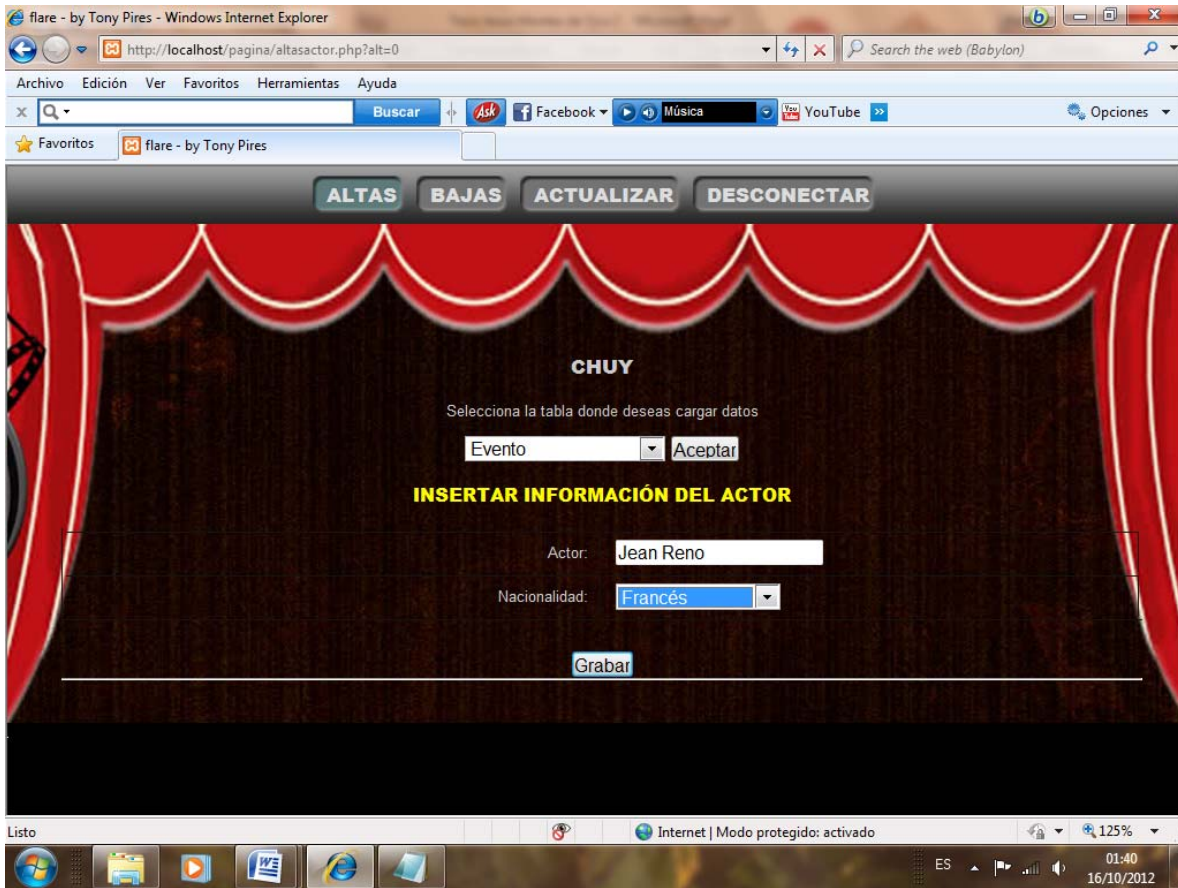 flare - by Tony Pires - Windows Internet Explorer
http://localhost/pagina/altasactor.php?alt=0
Search the web (Babylon)
Archivo Edición Ver Favoritos Herramientas Ayuda
Buscar Ask Facebook Música YouTube Opciones
Favoritos flare - by Tony Pires
ALTAS BAJAS ACTUALIZAR DESCONECTAR
CHUY
Selecciona la tabla donde deseas cargar datos
Evento Aceptar
INSERTAR INFORMACIÓN DEL ACTOR
Actor: Jean Reno
Nacionalidad: Francés
Grabar
Listo Internet | Modo protegido: activado 125%
ES 01:40
16/10/2012